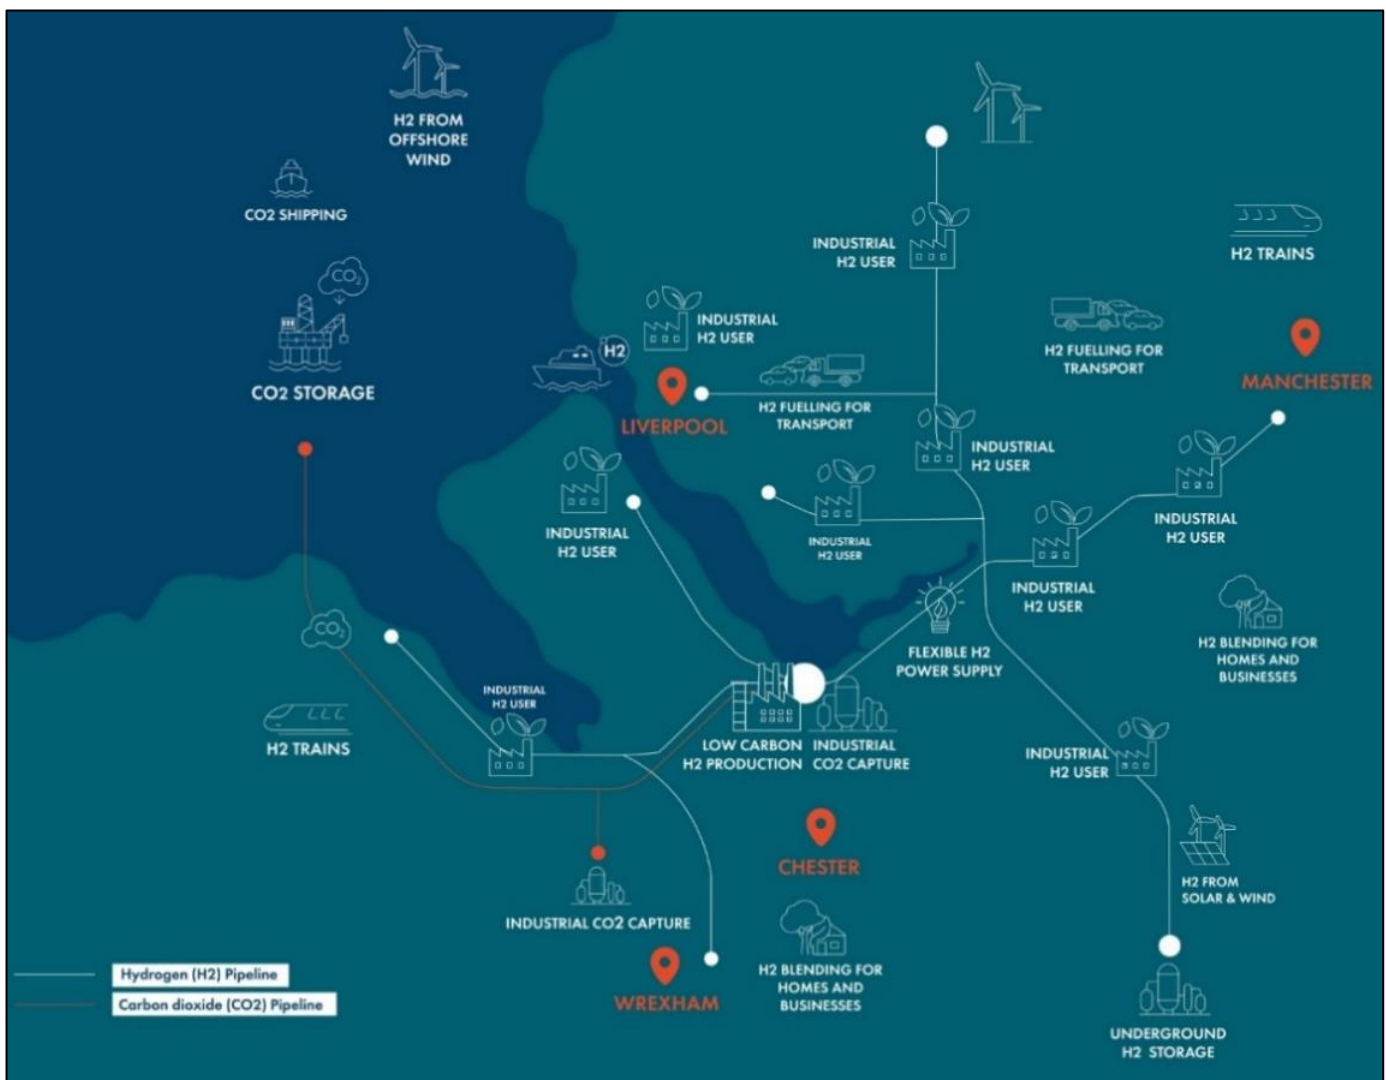 H2 FROM
OFFSHORE
WIND
CO2 SHIPPING
CO2
CO2 STORAGE
INDUSTRIAL
H2 USER
H2 TRAINS
INDUSTRIAL
H2 USER
H2
H2 FUELLING FOR
TRANSPORT
MANCHESTER
LIVERPOOL
H2 FUELLING FOR
TRANSPORT
INDUSTRIAL
H2 USER
INDUSTRIAL
H2 USER
INDUSTRIAL
H2 USER
INDUSTRIAL
H2 USER
INDUSTRIAL
H2 USER
CO2
FLEXIBLE H2
POWER SUPPLY
H2 BLENDING FOR
HOMES AND
BUSINESSES
INDUSTRIAL
H2 USER
H2 TRAINS
LOW CARBON
H2 PRODUCTION
INDUSTRIAL
CO2 CAPTURE
INDUSTRIAL
H2 USER
CHESTER
H2 FROM
SOLAR & WIND
INDUSTRIAL CO2 CAPTURE
WREXHAM
H2 BLENDING FOR
HOMES AND
BUSINESSES
Hydrogen (H2) Pipeline
Carbon dioxide (CO2) Pipeline
UNDERGROUND
H2 STORAGE